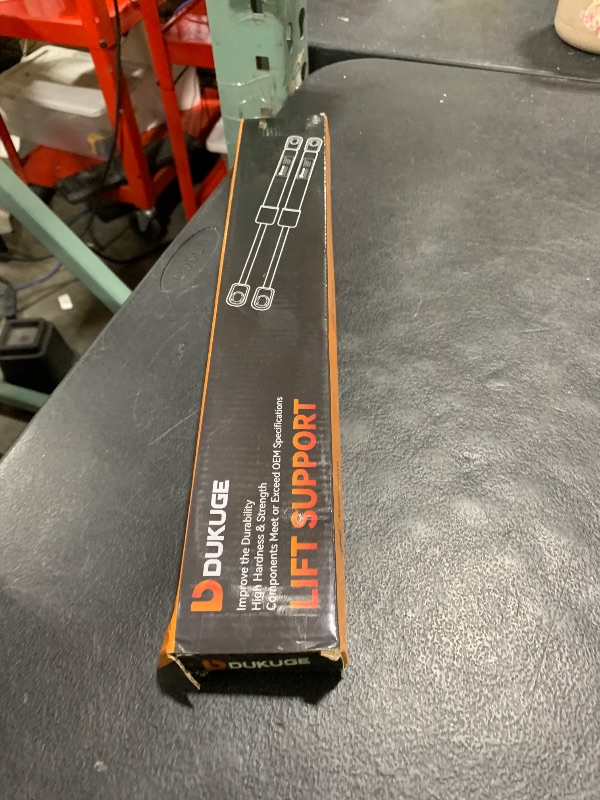 DUKUGE
Improve the Durability
High Hardness & Strength
Components Meet or Exceed OEM Specifications
LIFT SUPPORT
DUKUGE